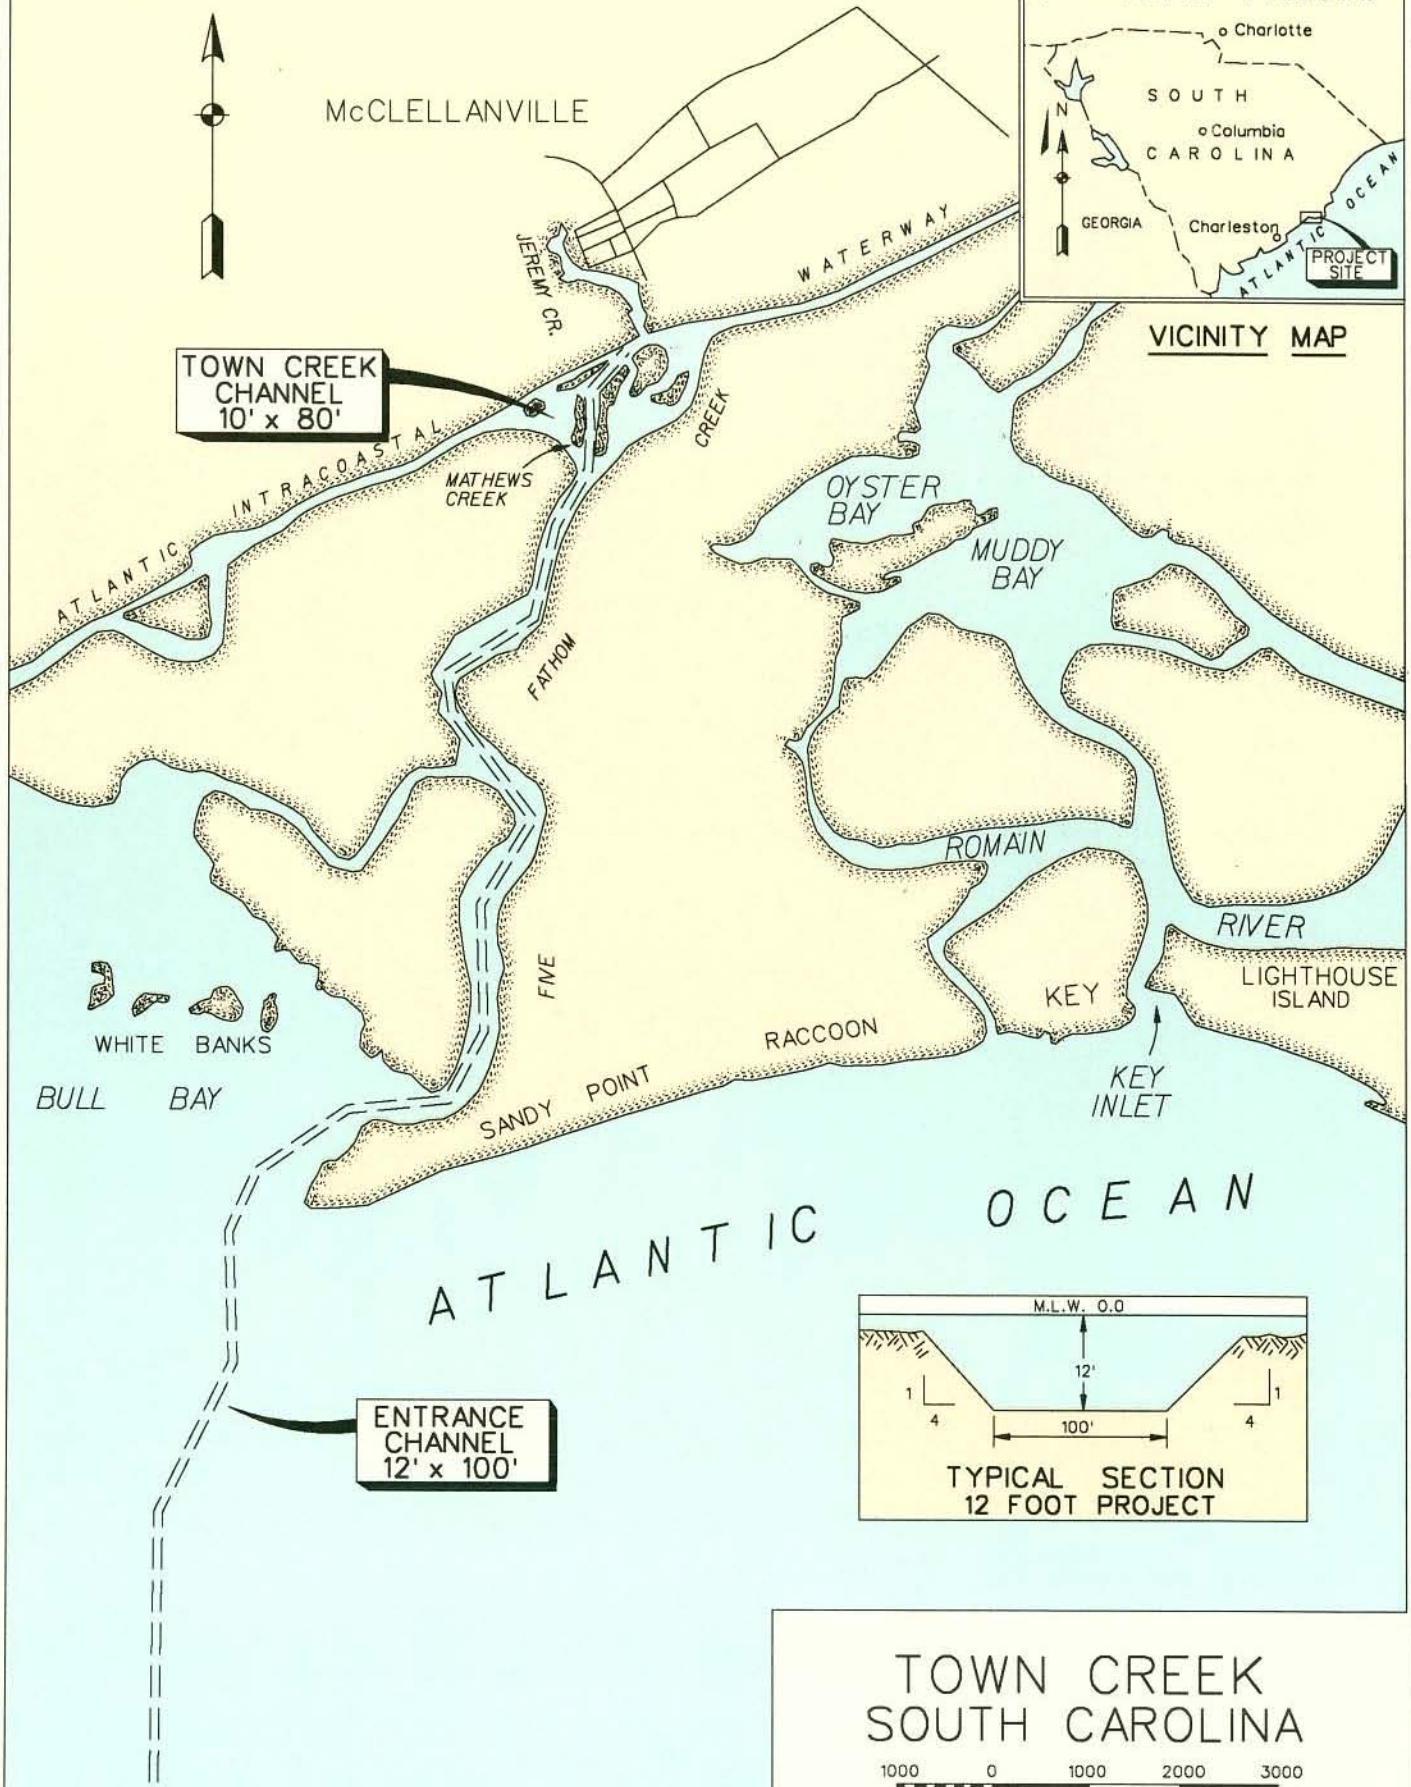 McCLELLANVILLE
Charlotte
SOUTH
N
Columbia
CAROLINA
GEORGIA
Charleston
ATLANTIC OCEAN
PROJECT
SITE
VICINITY MAP
JEREMY CR.
ATLANTIC INTRACOASTAL WATERWAY
TOWN CREEK
CHANNEL
10' x 80'
MATHEWS
CREEK
FIVE FATHOM CREEK
OYSTER
BAY
MUDDY
BAY
ROMAIN
RIVER
LIGHTHOUSE
ISLAND
KEY
KEY
INLET
WHITE BANKS
BULL BAY
SANDY POINT
RACCOON
ATLANTIC OCEAN
ENTRANCE
CHANNEL
12' x 100'
M.L.W. 0.0
12'
1
4
1
4
100'
TYPICAL SECTION
12 FOOT PROJECT
TOWN CREEK
SOUTH CAROLINA
1000 0 1000 2000 3000